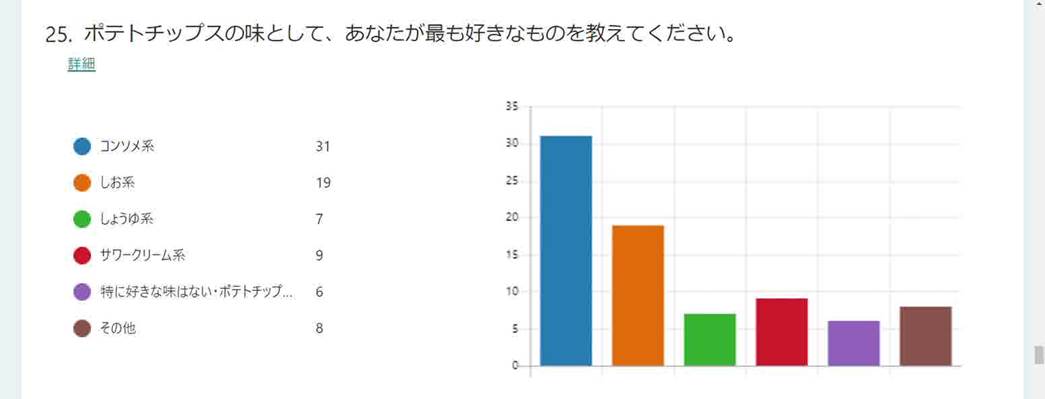 25. ポテトチップスの味として、あなたが最も好きなものを教えてください。
詳細
コンソメ系 31
しお系 19
しょうゆ系 7
サワークリーム系 9
特に好きな味はない・ポテトチップ... 6
その他 8
35
30
25
20
15
10
5
0